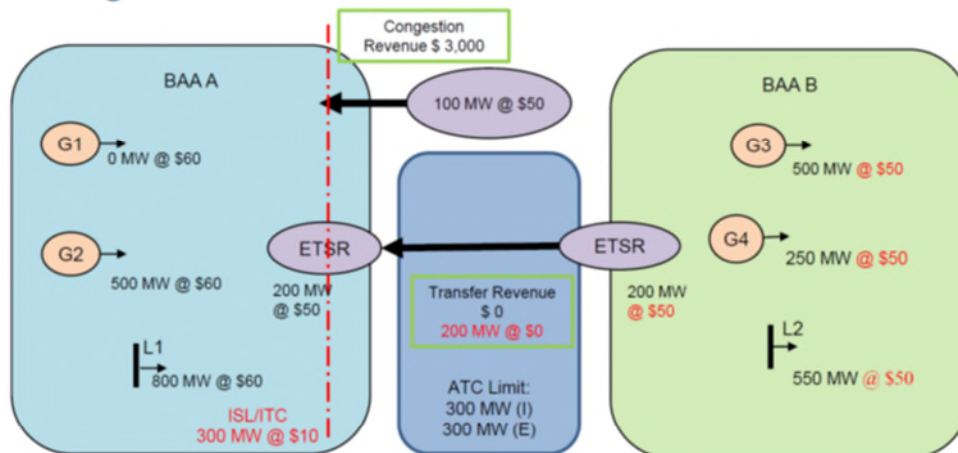 Congestion
Revenue $ 3,000
BAA A
100 MW @ $50
BAA B
G1
0 MW @ $60
G3
500 MW @ $50
G2
500 MW @ $60
ETSR
200 MW
@ $50
ETSR
200 MW
@ $50
G4
250 MW @ $50
Transfer Revenue
$ 0
200 MW @ $0
L1
800 MW @ $60
L2
550 MW @ $50
ISL/ITC
300 MW @ $10
ATC Limit:
300 MW (I)
300 MW (E)